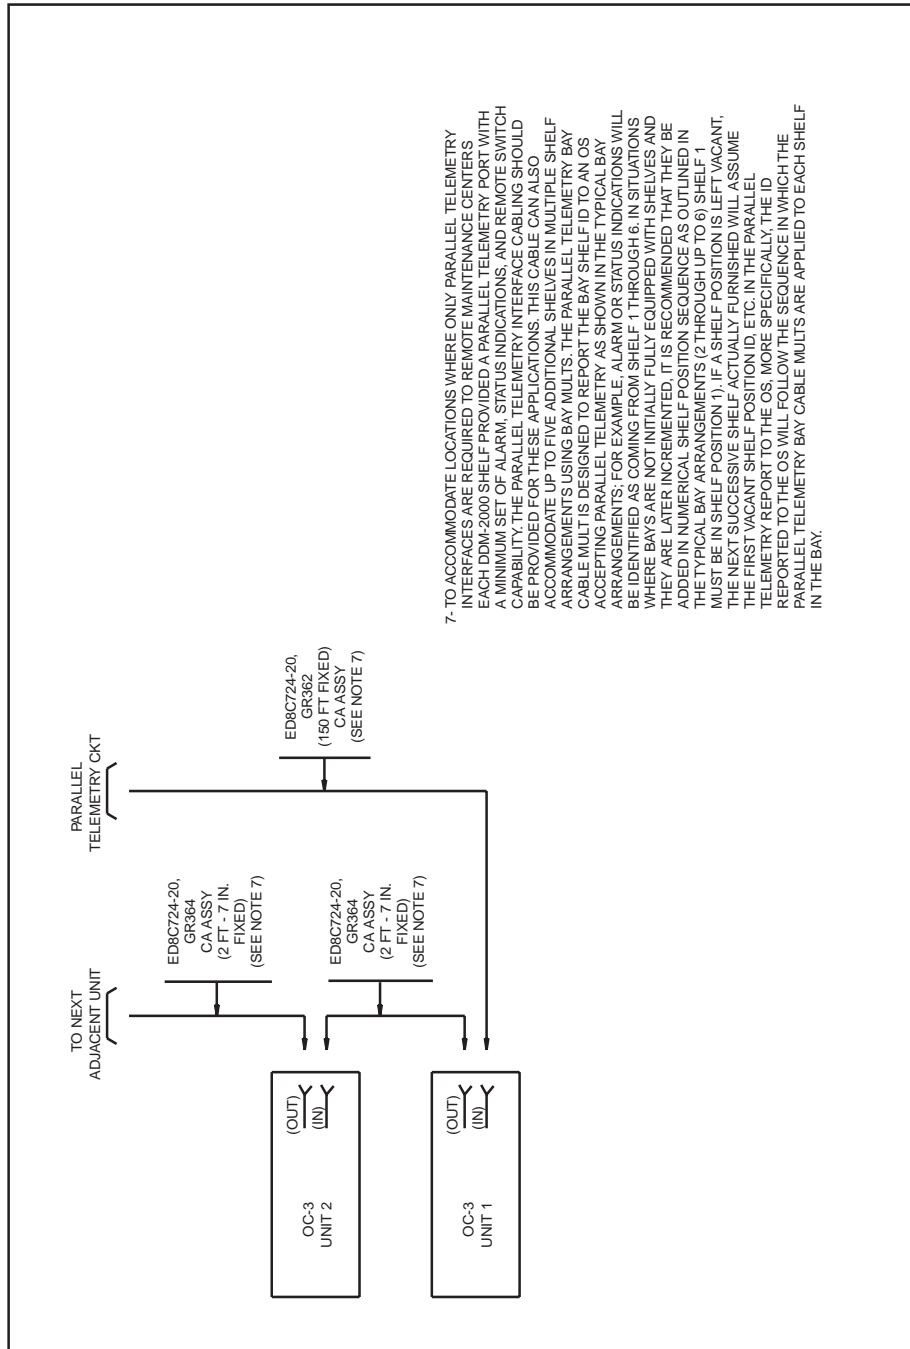 PARALLEL
TELEMETRY CKT
TO NEXT
ADJACENT UNIT
ED8C724-20,
GR362
(150 FT FIXED)
CA ASSY
(SEE NOTE 7)
ED8C724-20,
GR364
CA ASSY
(2 FT - 7 IN.
FIXED)
(SEE NOTE 7)
ED8C724-20,
GR364
CA ASSY
(2 FT - 7 IN.
FIXED)
(SEE NOTE 7)
(OUT)
(IN)
OC-3
UNIT 2
(OUT)
(IN)
OC-3
UNIT 1
7- TO ACCOMMODATE LOCATIONS WHERE ONLY PARALLEL TELEMETRY
INTERFACES ARE REQUIRED TO REMOTE MAINTENANCE CENTERS
EACH DDM-2000 SHELF PROVIDED A PARALLEL TELEMETRY PORT WITH
A MINIMUM SET OF ALARM, STATUS INDICATIONS, AND REMOTE SWITCH
CAPABILITY. THE PARALLEL TELEMETRY INTERFACE CABLING SHOULD
BE PROVIDED FOR THESE APPLICATIONS. THIS CABLE CAN ALSO
ACCOMMODATE UP TO FIVE ADDITIONAL SHELVES IN MULTIPLE SHELF
ARRANGEMENTS USING BAY MULTS. THE PARALLEL TELEMETRY BAY
CABLE MULT IS DESIGNED TO REPORT THE BAY SHELF ID TO AN OS
ACCEPTING PARALLEL TELEMETRY AS SHOWN IN THE TYPICAL BAY
ARRANGEMENTS; FOR EXAMPLE, ALARM OR STATUS INDICATIONS WILL
BE IDENTIFIED AS COMING FROM SHELF 1 THROUGH 6. IN SITUATIONS
WHERE BAYS ARE NOT INITIALLY FULLY EQUIPPED WITH SHELVES AND
THEY ARE LATER INCREMENTED, IT IS RECOMMENDED THAT THEY BE
ADDED IN NUMERICAL SHELF POSITION SEQUENCE AS OUTLINED IN
THE TYPICAL BAY ARRANGEMENTS (2 THROUGH UP TO 6) SHELF 1
MUST BE IN SHELF POSITION 1). IF A SHELF POSITION IS LEFT VACANT,
THE NEXT SUCCESSIVE SHELF ACTUALLY FURNISHED WILL ASSUME
THE FIRST VACANT SHELF POSITION ID, ETC. IN THE PARALLEL
TELEMETRY REPORT TO THE OS, MORE SPECIFICALLY, THE ID
REPORTED TO THE OS WILL FOLLOW THE SEQUENCE IN WHICH THE
PARALLEL TELEMETRY BAY CABLE MULTS ARE APPLIED TO EACH SHELF
IN THE BAY.